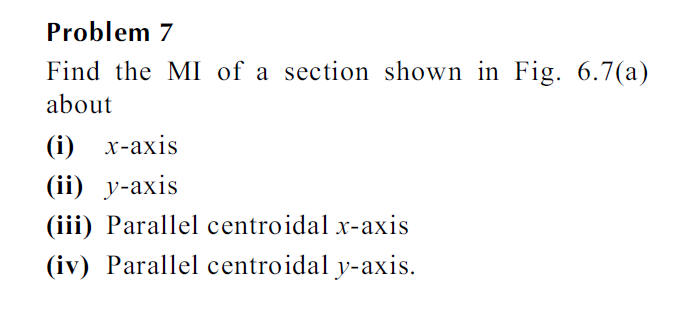 Problem 7
Find the MI of a section shown in Fig. 6.7(a)
about
(i) x-axis
(ii) y-axis
(iii) Parallel centroidal x-axis
(iv) Parallel centroidal y-axis.